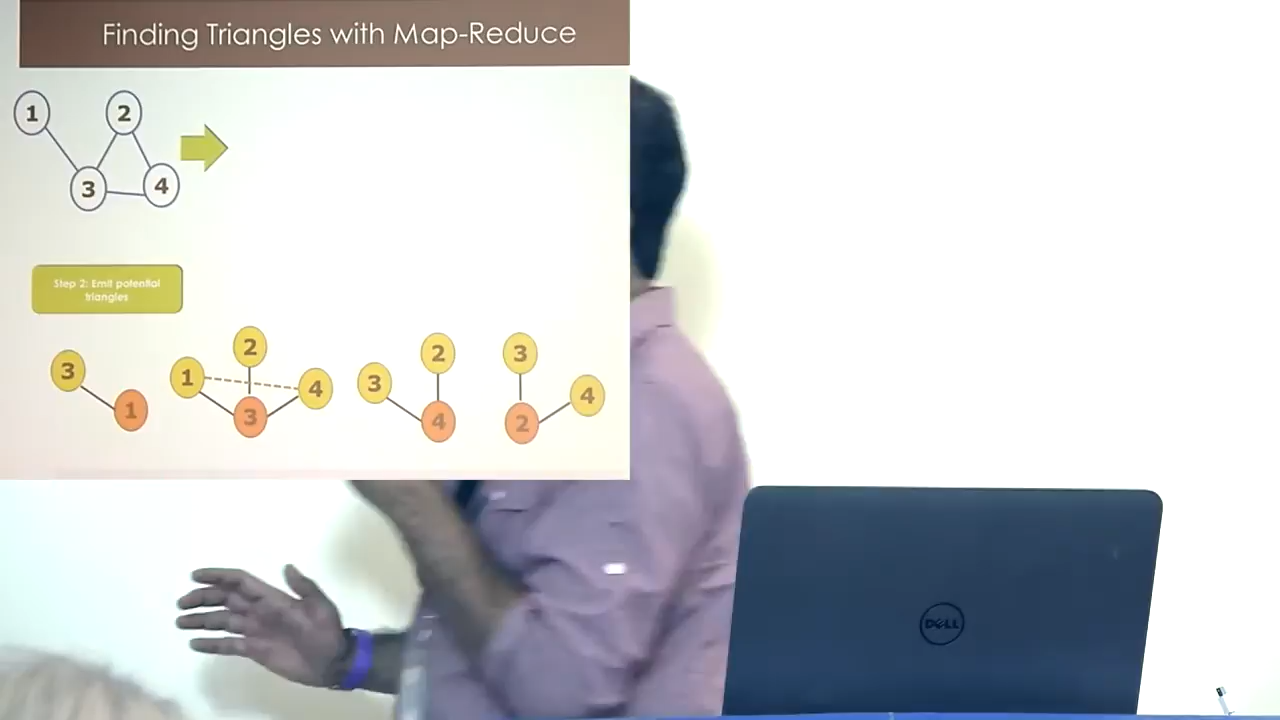 Finding Triangles with Map-Reduce
1 2
3 4
Step 2: Emit potential
triangles
3 1
1 2 4 3
3 2 4
3 4 2
DELL